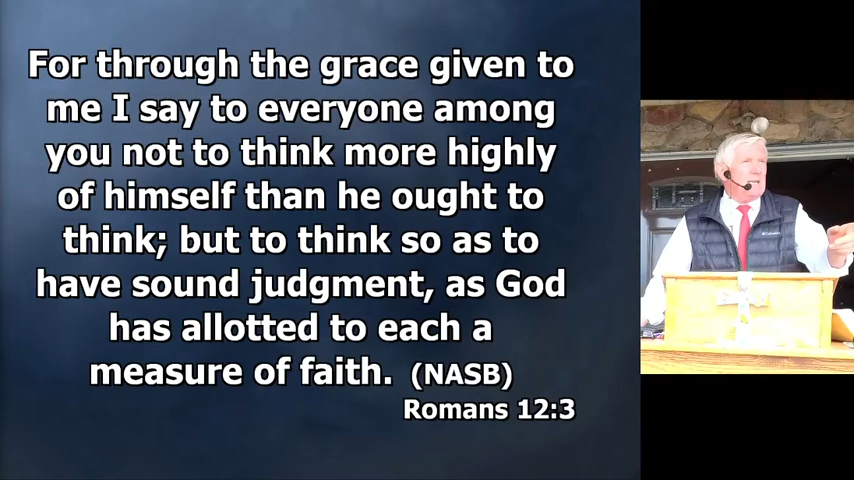 For through the grace given to
me I say to everyone among
you not to think more highly
of himself than he ought to
think; but to think so as to
have sound judgment, as God
has allotted to each a
measure of faith. (NASB)
Romans 12:3
Columbia